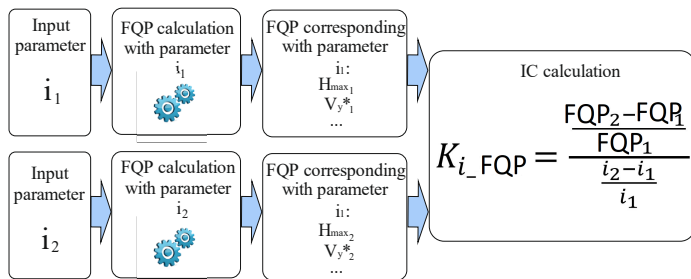 Input
parameter
i₁
FQP calculation
with parameter
i₁
FQP corresponding
with parameter
i₁:
Hmax₁
Vy*₁
...
IC calculation
K_{i_FQP} = ((FQP₂−FQP₁)/FQP₁)/((i₂−i₁)/i₁)
Input
parameter
i₂
FQP calculation
with parameter
i₂
FQP corresponding
with parameter
i₁:
Hmax₂
Vy*₂
...